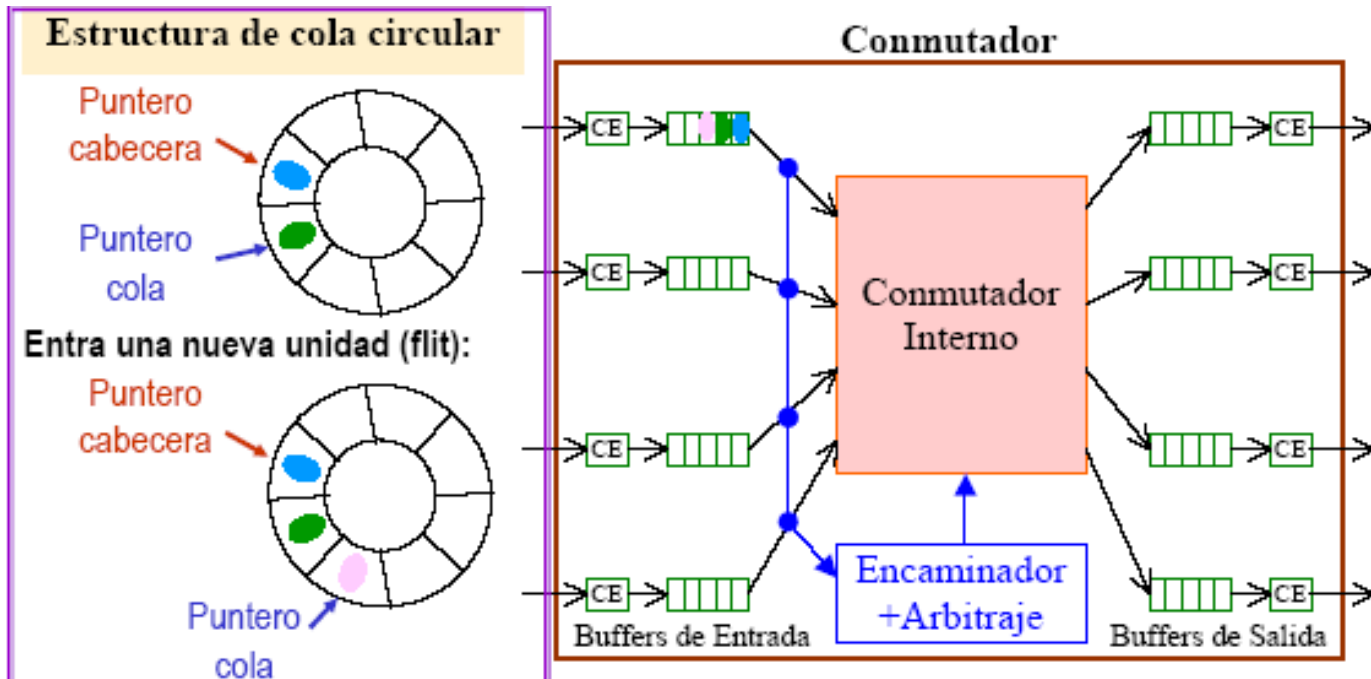 Estructura de cola circular
Puntero
cabecera
Puntero
cola
Entra una nueva unidad (flit):
Puntero
cabecera
Puntero
cola
Conmutador
CE
CE
CE
CE
Buffers de Entrada
Conmutador
Interno
Encaminador
+Arbitraje
CE
CE
CE
CE
Buffers de Salida